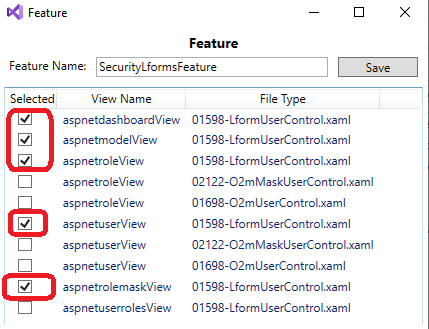 Feature
Feature
Feature Name: SecurityLformsFeature Save
Selected View Name File Type
aspnetdashboardView 01598-LformUserControl.xaml
aspnetmodelView 01598-LformUserControl.xaml
aspnetroleView 01598-LformUserControl.xaml
aspnetroleView 02122-O2mMaskUserControl.xaml
aspnetroleView 01698-O2mUserControl.xaml
aspnetuserView 01598-LformUserControl.xaml
aspnetuserView 02122-O2mMaskUserControl.xaml
aspnetuserView 01698-O2mUserControl.xaml
aspnetrolemaskView 01598-LformUserControl.xaml
aspnetuserrolesView 01598-LformUserControl.xaml